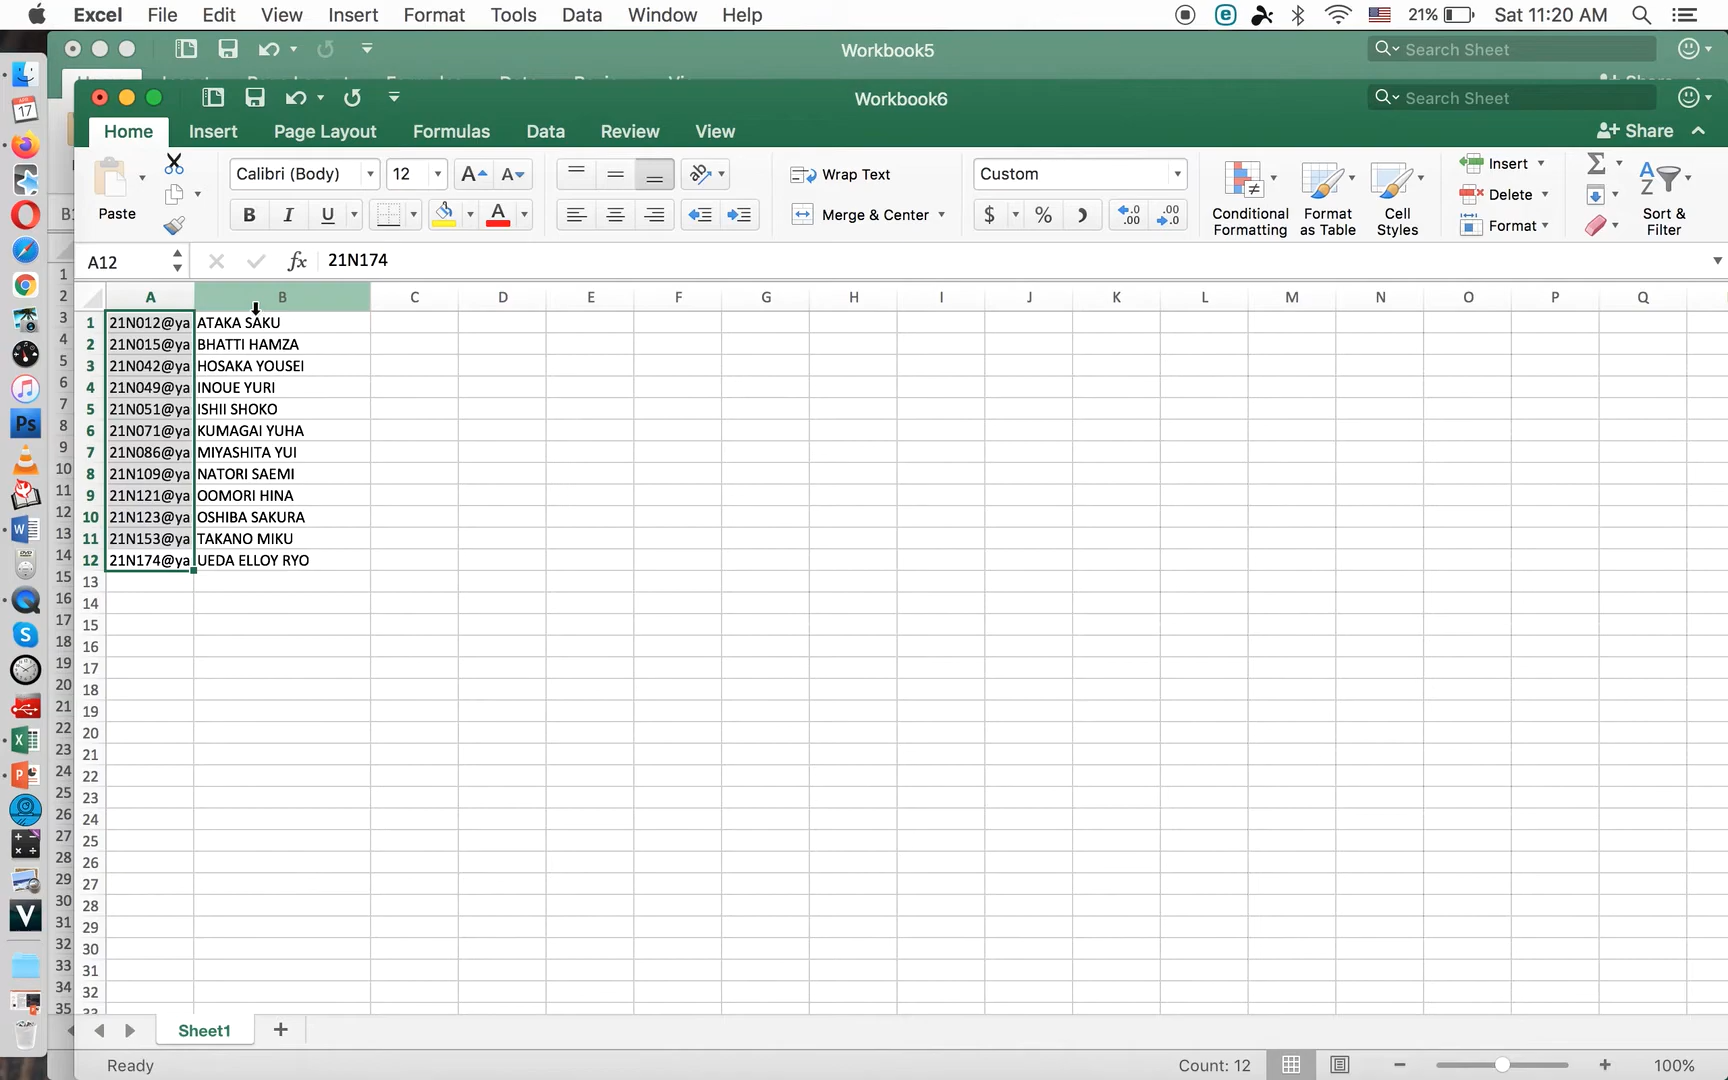 Excel File Edit View Insert Format Tools Data Window Help 21% Sat 11:20 AM
Workbook5 Search Sheet
Workbook6 Search Sheet
Home Insert Page Layout Formulas Data Review View Share
Calibri (Body) 12 Wrap Text Custom Insert
Paste Merge & Center Conditional Formatting Format as Table Cell Styles Delete Format Sort & Filter
A12 fx 21N174
A B C D E F G H I J K L M N O P Q
1 21N012@ya ATAKA SAKU
2 21N015@ya BHATTI HAMZA
3 21N042@ya HOSAKA YOUSEI
4 21N049@ya INOUE YURI
5 21N051@ya ISHII SHOKO
6 21N071@ya KUMAGAI YUHA
7 21N086@ya MIYASHITA YUI
8 21N109@ya NATORI SAEMI
9 21N121@ya OOMORI HINA
10 21N123@ya OSHIBA SAKURA
11 21N153@ya TAKANO MIKU
12 21N174@ya UEDA ELLOY RYO
13
14
15
16
17
18
19
20
21
22
23
24
25
26
27
28
29
30
31
32
Sheet1
Ready Count: 12 100%